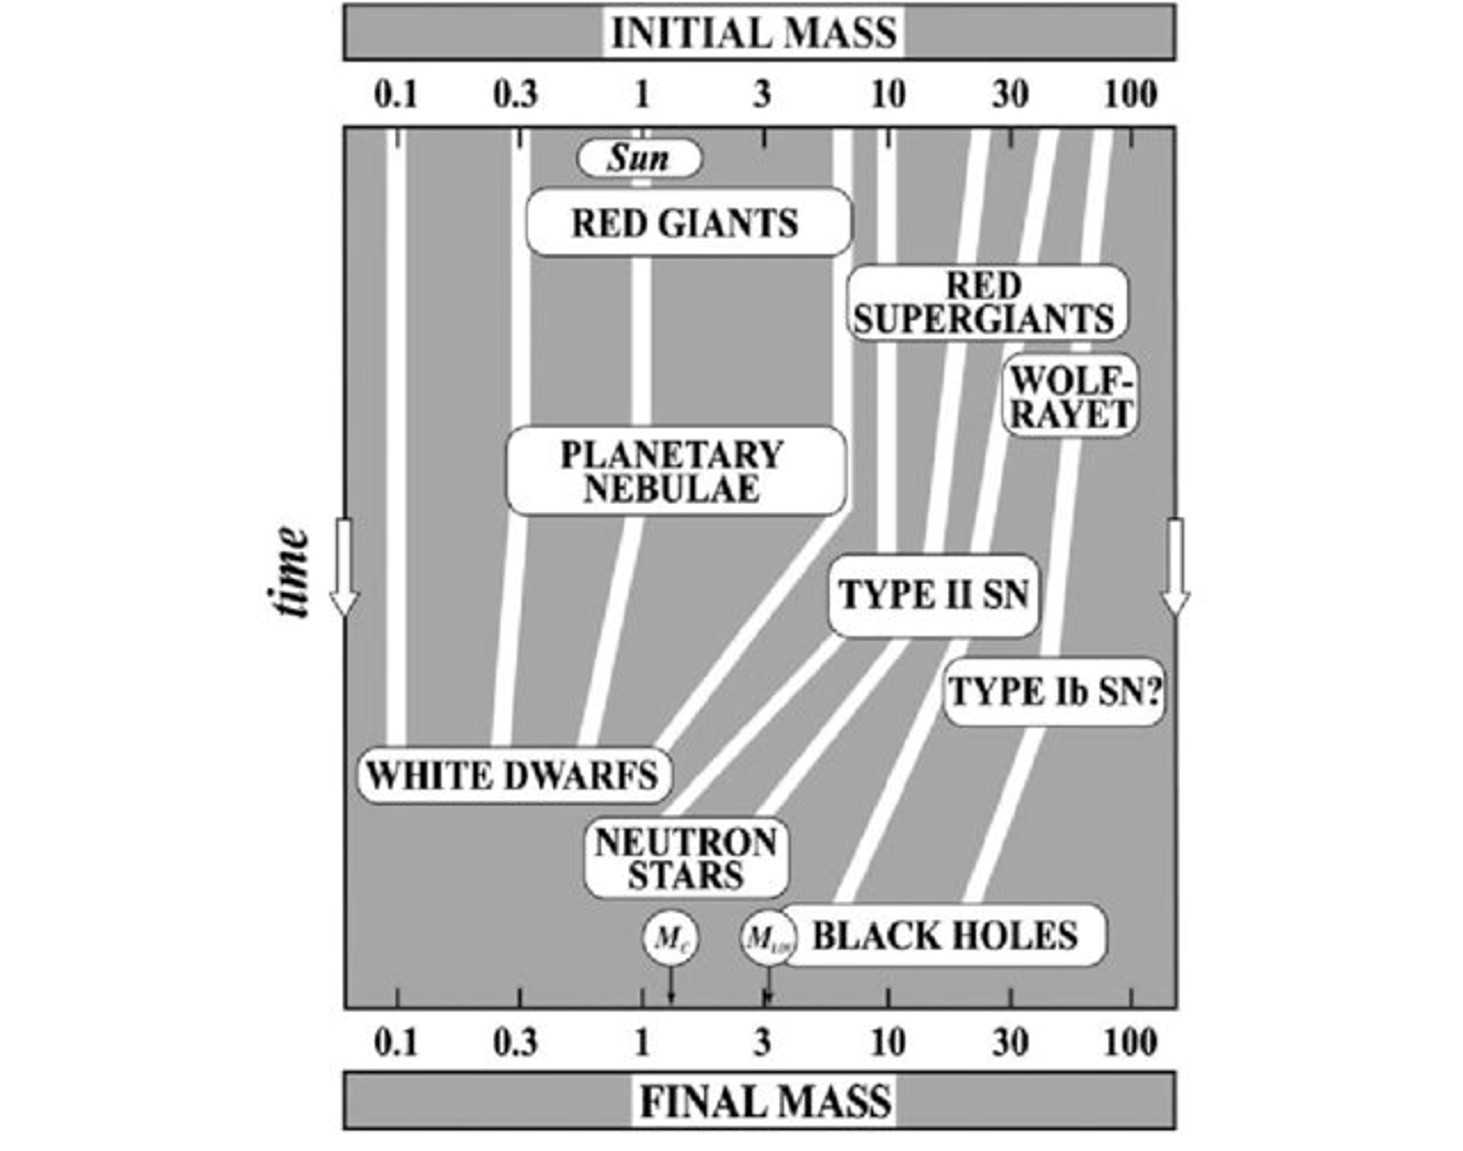 INITIAL MASS
0.1 0.3 1 3 10 30 100
Sun
RED GIANTS
RED
SUPERGIANTS
WOLF-
RAYET
PLANETARY
NEBULAE
time
TYPE II SN
TYPE Ib SN?
WHITE DWARFS
NEUTRON
STARS
M_C
M
BLACK HOLES
0.1 0.3 1 3 10 30 100
FINAL MASS